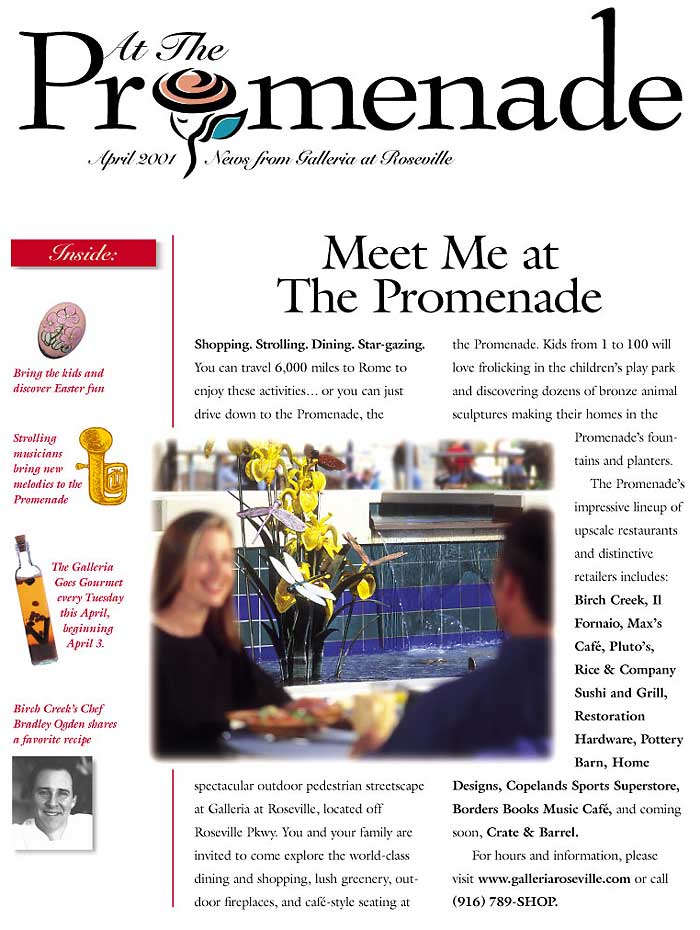 At The
Promenade
April 2001 News from Galleria at Roseville
Inside:
Bring the kids and
discover Easter fun
Strolling
musicians
bring new
melodies to the
Promenade
The Galleria
Goes Gourmet
every Tuesday
this April,
beginning
April 3.
Birch Creek's Chef
Bradley Ogden shares
a favorite recipe
Meet Me at
The Promenade
Shopping. Strolling. Dining. Star-gazing.
You can travel 6,000 miles to Rome to
enjoy these activities… or you can just
drive down to the Promenade, the
spectacular outdoor pedestrian streetscape
at Galleria at Roseville, located off
Roseville Pkwy. You and your family are
invited to come explore the world-class
dining and shopping, lush greenery, out-
door fireplaces, and café-style seating at
the Promenade. Kids from 1 to 100 will
love frolicking in the children's play park
and discovering dozens of bronze animal
sculptures making their homes in the
Promenade's foun-
tains and planters.
The Promenade's
impressive lineup of
upscale restaurants
and distinctive
retailers includes:
Birch Creek, Il
Fornaio, Max's
Café, Pluto's,
Rice & Company
Sushi and Grill,
Restoration
Hardware, Pottery
Barn, Home
Designs, Copelands Sports Superstore,
Borders Books Music Café, and coming
soon, Crate & Barrel.
For hours and information, please
visit www.galleriaroseville.com or call
(916) 789-SHOP.